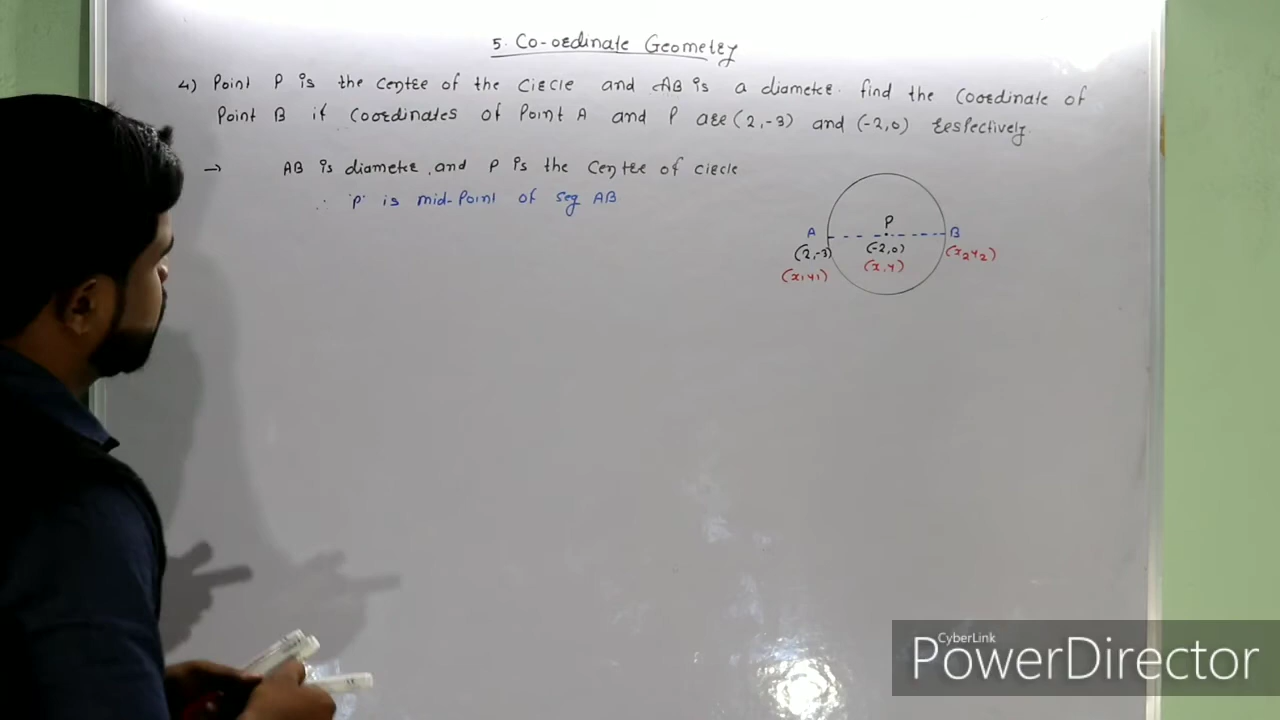 5. Co-ordinate Geometry
4) Point P is the centre of the circle and AB is a diameter. find the coordinate of
Point B if coordinates of Point A and P are (2,-3) and (-2,0) respectively.
→ AB is diameter, and P is the centre of circle
∴ 'P' is mid-Point of seg AB
P
A B
(2,-3) (-2,0) (x2y2)
(x1y1) (x,y)
CyberLink
PowerDirector